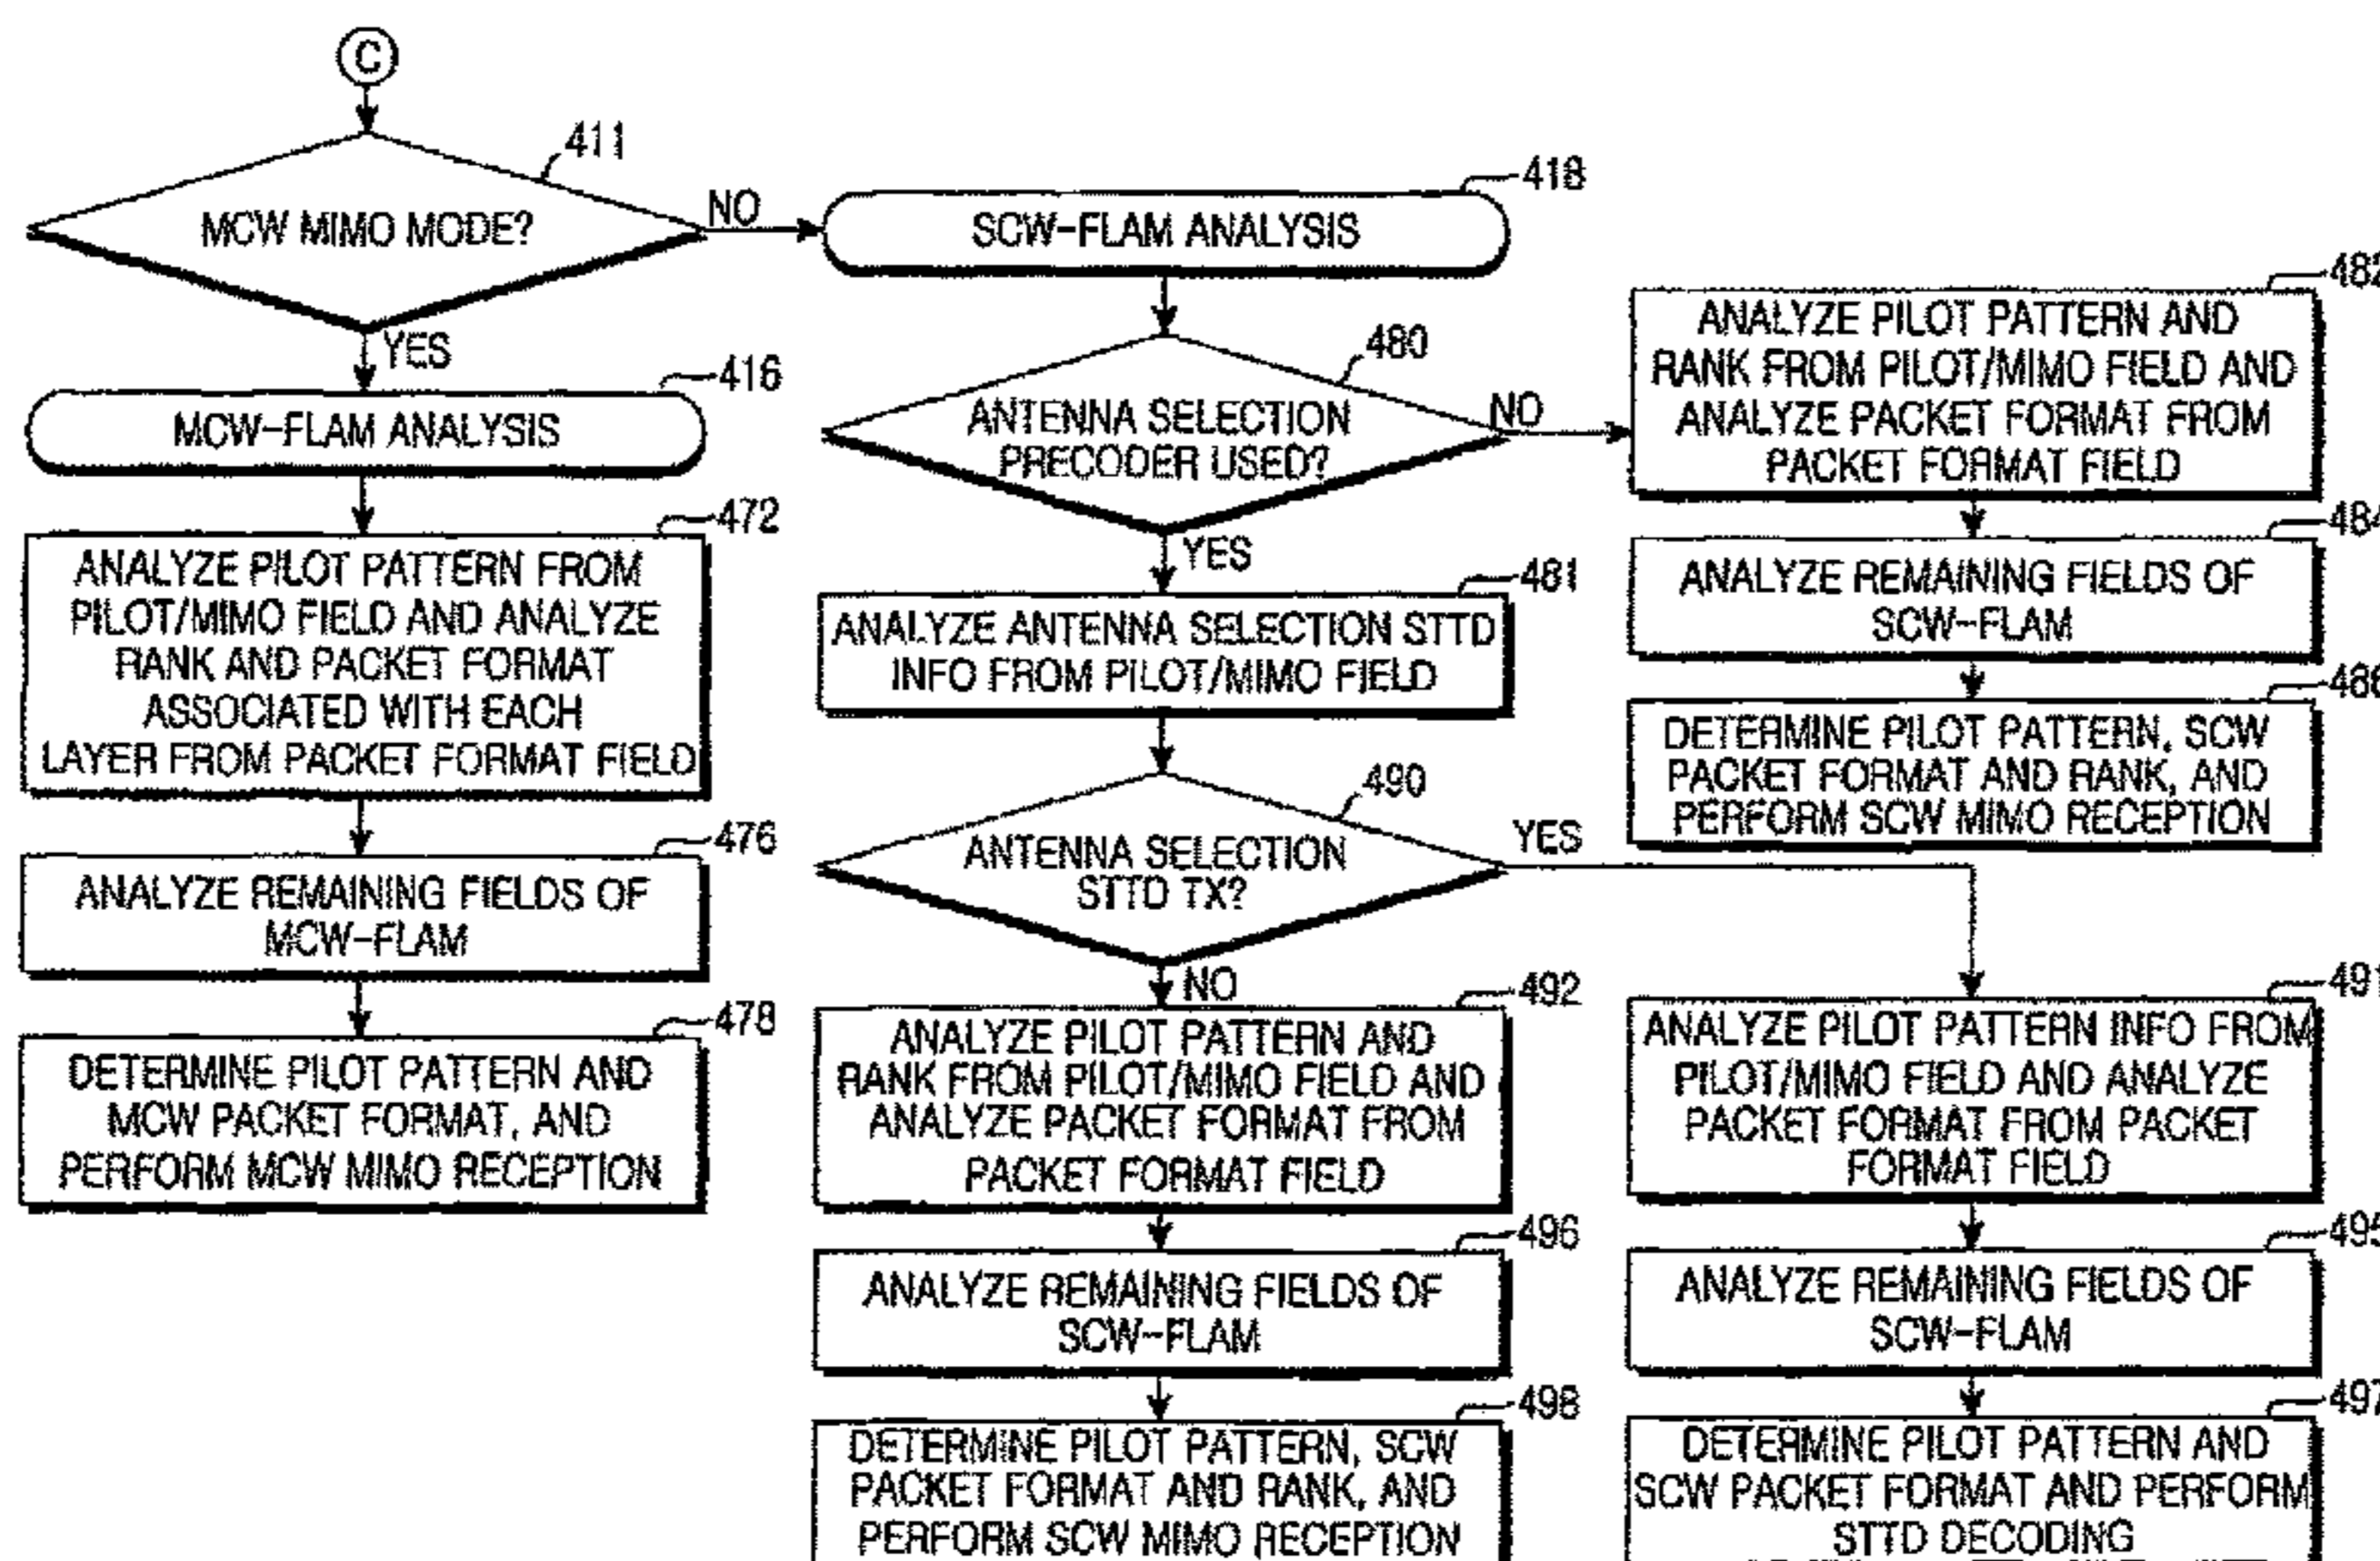 C
411
MCW MIMO MODE?
NO
YES
418
SCW-FLAM ANALYSIS
416
MCW-FLAM ANALYSIS
472
ANALYZE PILOT PATTERN FROM
PILOT/MIMO FIELD AND ANALYZE
RANK AND PACKET FORMAT
ASSOCIATED WITH EACH
LAYER FROM PACKET FORMAT FIELD
476
ANALYZE REMAINING FIELDS OF
MCW-FLAM
478
DETERMINE PILOT PATTERN AND
MCW PACKET FORMAT, AND
PERFORM MCW MIMO RECEPTION
480
ANTENNA SELECTION
PRECODER USED?
NO
YES
481
ANALYZE ANTENNA SELECTION STTD
INFO FROM PILOT/MIMO FIELD
490
ANTENNA SELECTION
STTD TX?
YES
NO
492
ANALYZE PILOT PATTERN AND
RANK FROM PILOT/MIMO FIELD AND
ANALYZE PACKET FORMAT FROM
PACKET FORMAT FIELD
496
ANALYZE REMAINING FIELDS OF
SCW-FLAM
498
DETERMINE PILOT PATTERN, SCW
PACKET FORMAT AND RANK, AND
PERFORM SCW MIMO RECEPTION
482
ANALYZE PILOT PATTERN AND
RANK FROM PILOT/MIMO FIELD AND
ANALYZE PACKET FORMAT FROM
PACKET FORMAT FIELD
484
ANALYZE REMAINING FIELDS OF
SCW-FLAM
DETERMINE PILOT PATTERN, SCW
PACKET FORMAT AND RANK, AND
PERFORM SCW MIMO RECEPTION
491
ANALYZE PILOT PATTERN INFO FROM
PILOT/MIMO FIELD AND ANALYZE
PACKET FORMAT FROM PACKET
FORMAT FIELD
495
ANALYZE REMAINING FIELDS OF
SCW-FLAM
497
DETERMINE PILOT PATTERN AND
SCW PACKET FORMAT AND PERFORM
STTD DECODING